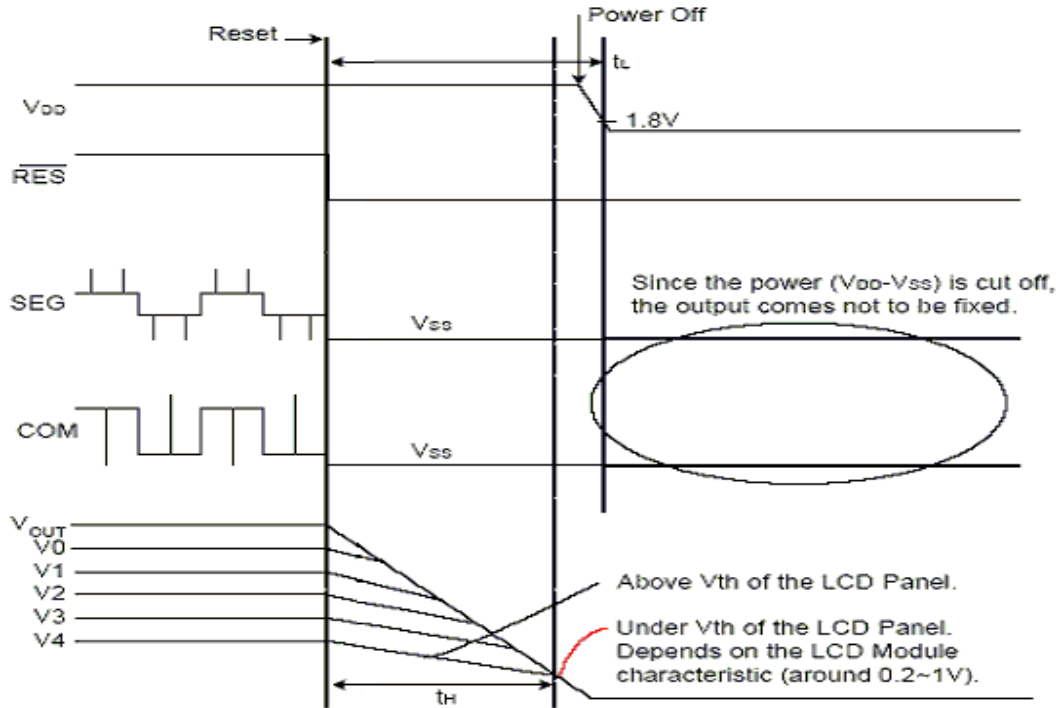 Power Off
Reset
tL
VDD
1.8V
RES
Since the power (VDD-VSS) is cut off,
the output comes not to be fixed.
SEG
VSS
COM
VSS
VOUT
V0
V1
V2
V3
V4
Above Vth of the LCD Panel.
Under Vth of the LCD Panel.
Depends on the LCD Module
characteristic (around 0.2~1V).
tH